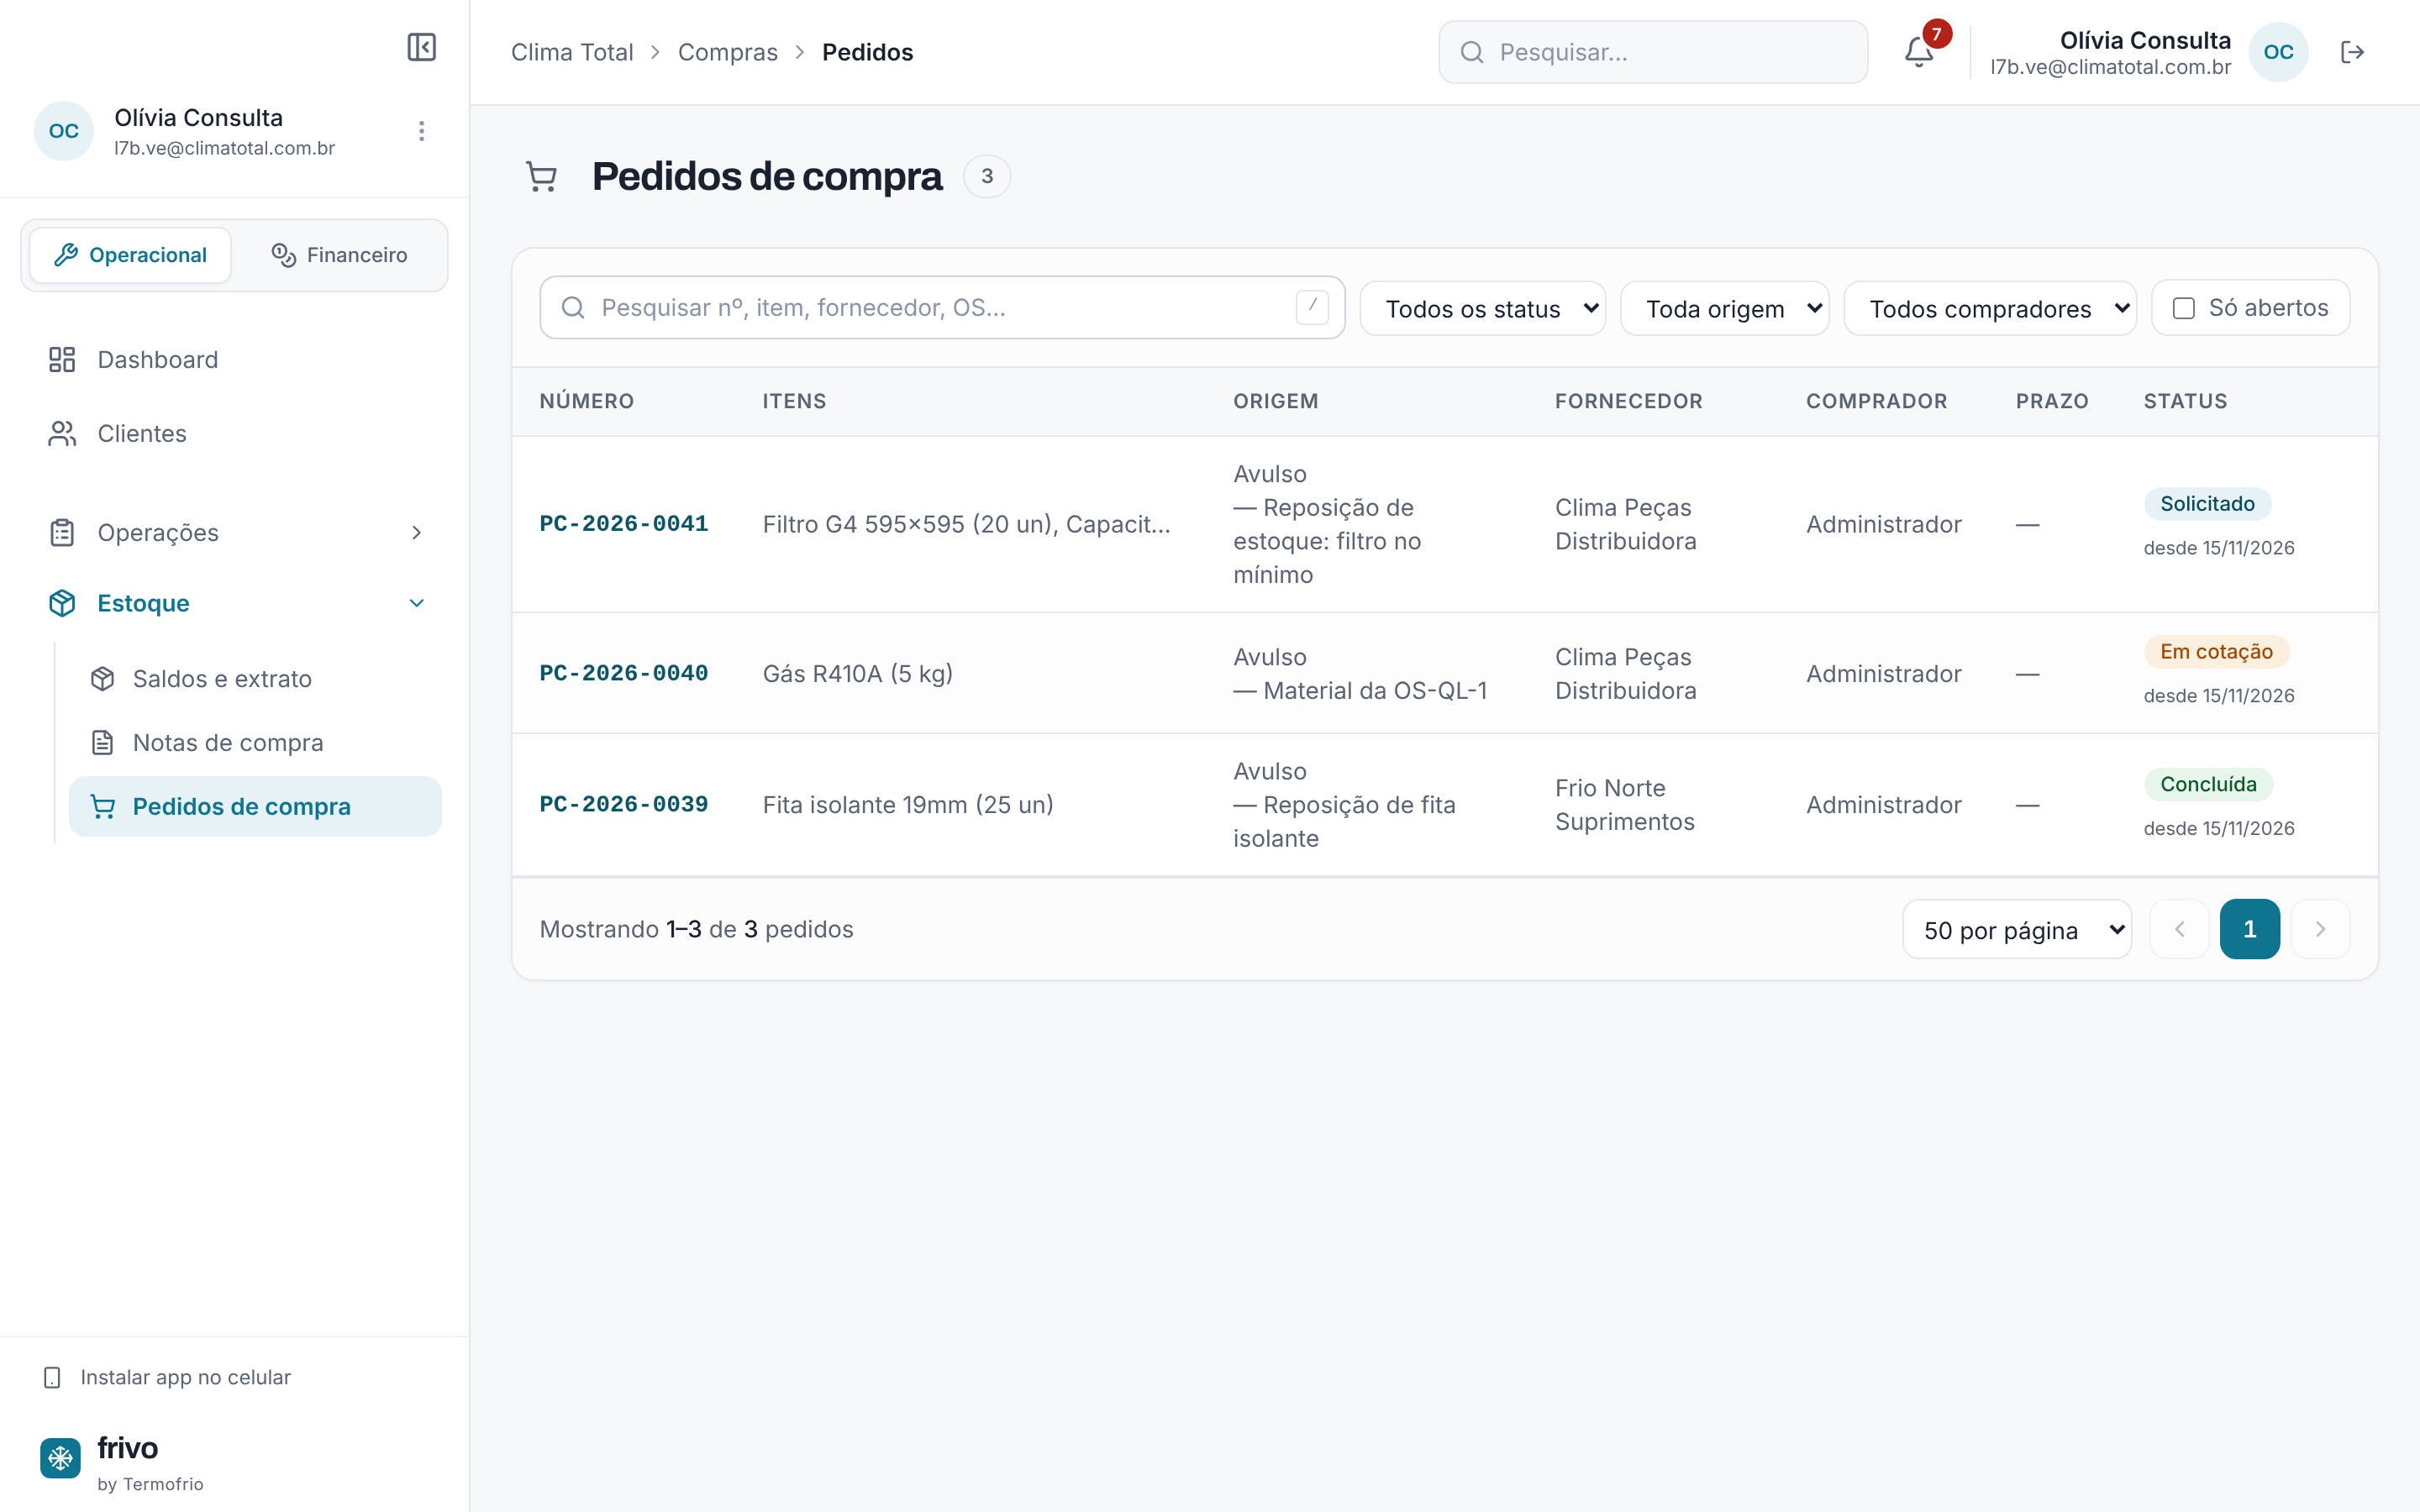 OC
Olívia Consulta
l7b.ve@climatotal.com.br
Operacional
Financeiro
Dashboard
Clientes
Operações
Estoque
Saldos e extrato
Notas de compra
Pedidos de compra
Instalar app no celular
frivo
by Termofrio
Clima Total > Compras > Pedidos
Pesquisar...
7
Olívia Consulta
l7b.ve@climatotal.com.br
OC
Pedidos de compra 3
Pesquisar nº, item, fornecedor, OS...
/
Todos os status
Toda origem
Todos compradores
Só abertos
NÚMERO ITENS ORIGEM FORNECEDOR COMPRADOR PRAZO STATUS
PC-2026-0041
Filtro G4 595×595 (20 un), Capacit...
Avulso
— Reposição de
estoque: filtro no
mínimo
Clima Peças
Distribuidora
Administrador
—
Solicitado
desde 15/11/2026
PC-2026-0040
Gás R410A (5 kg)
Avulso
— Material da OS-QL-1
Clima Peças
Distribuidora
Administrador
—
Em cotação
desde 15/11/2026
PC-2026-0039
Fita isolante 19mm (25 un)
Avulso
— Reposição de fita
isolante
Frio Norte
Suprimentos
Administrador
—
Concluída
desde 15/11/2026
Mostrando 1–3 de 3 pedidos
50 por página
1